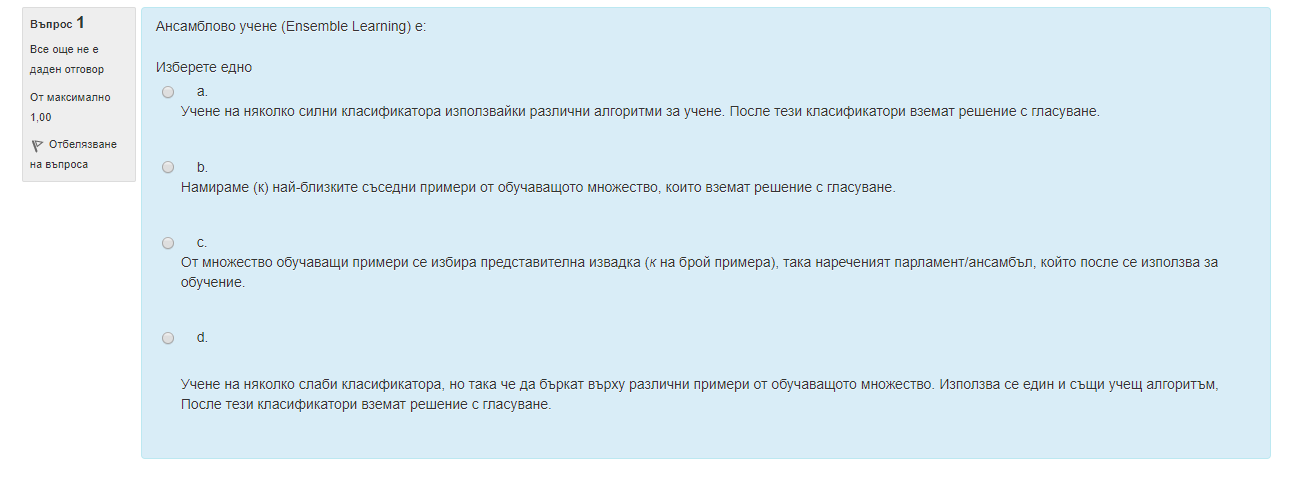 Въпрос 1
Все още не е
даден отговор
От максимално
1,00
Отбелязване
на въпроса
Ансамблово учене (Ensemble Learning) е:
Изберете едно
a.
Учене на няколко силни класификатора използвайки различни алгоритми за учене. После тези класификатори вземат решение с гласуване.
b.
Намираме (к) най-близките съседни примери от обучаващото множество, които вземат решение с гласуване.
c.
От множество обучаващи примери се избира представителна извадка (к на брой примера), така нареченият парламент/ансамбъл, който после се използва за
обучение.
d.
Учене на няколко слаби класификатора, но така че да бъркат върху различни примери от обучаващото множество. Използва се един и същи учещ алгоритъм,
После тези класификатори вземат решение с гласуване.